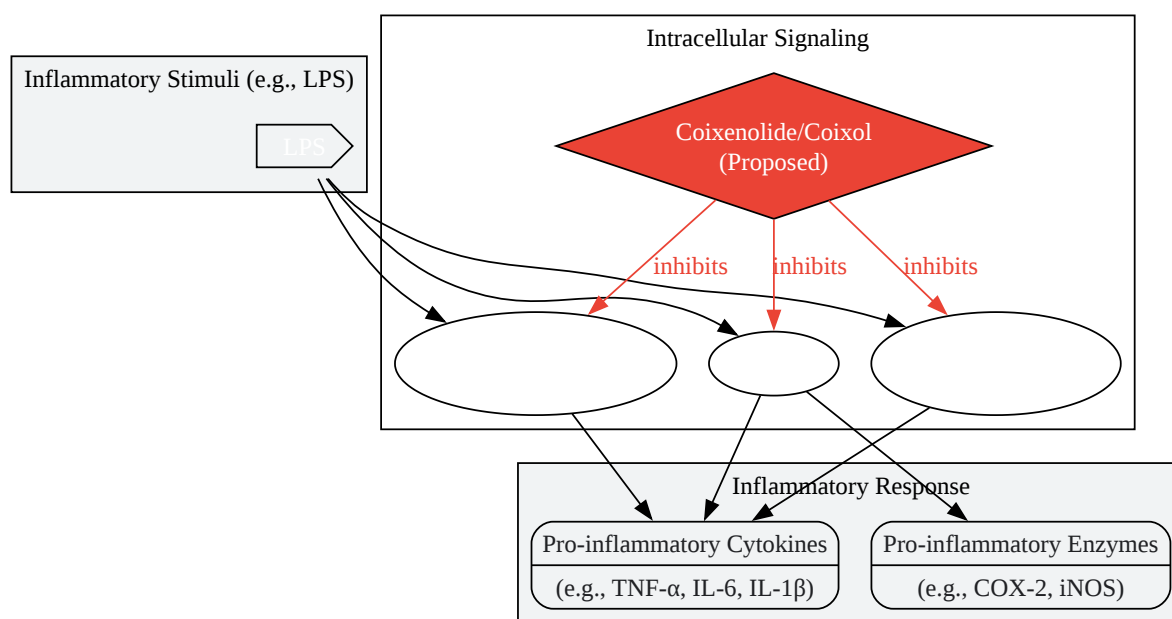 Intracellular Signaling
Inflammatory Stimuli (e.g., LPS)
LPS
Coixenolide/Coixol
(Proposed)
inhibits
inhibits
inhibits
Inflammatory Response
Pro-inflammatory Cytokines
(e.g., TNF-α, IL-6, IL-1β)
Pro-inflammatory Enzymes
(e.g., COX-2, iNOS)